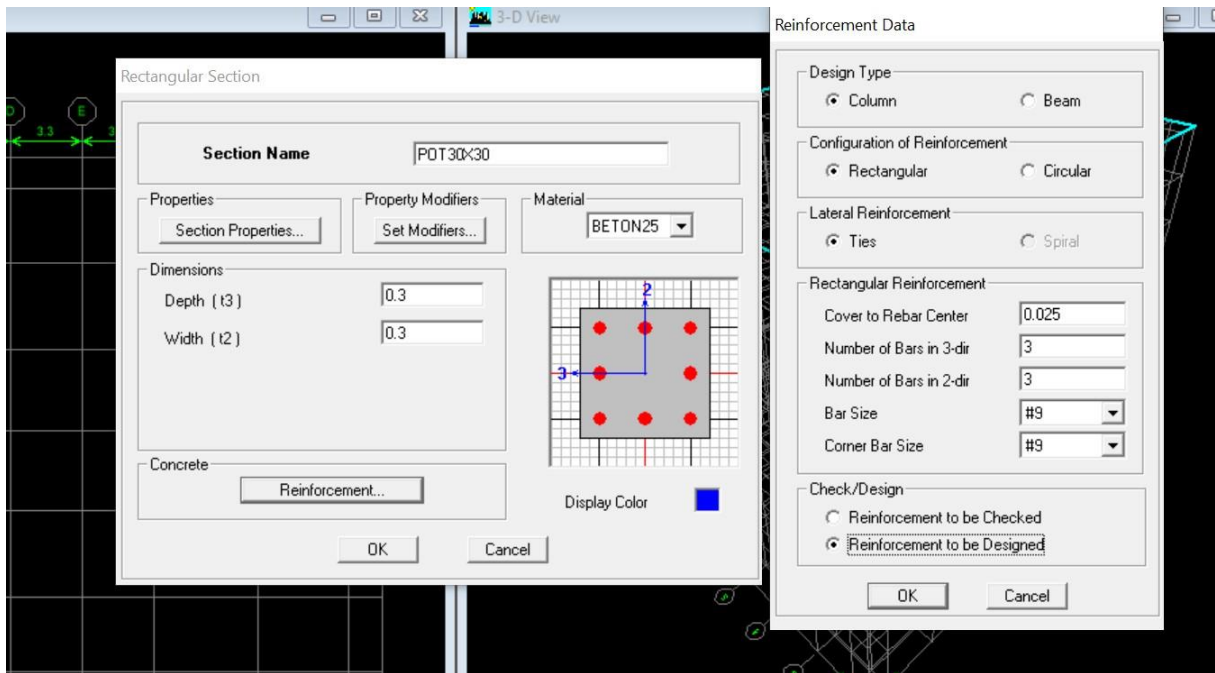 3-D View
Rectangular Section
D
E
3.3
3
Section Name
POT30X30
Properties
Section Properties...
Property Modifiers
Set Modifiers...
Material
BETON25
Dimensions
Depth ( t3 )
0.3
Width ( t2 )
0.3
2
3
Concrete
Reinforcement...
Display Color
OK
Cancel
Reinforcement Data
Design Type
Column
Beam
Configuration of Reinforcement
Rectangular
Circular
Lateral Reinforcement
Ties
Spiral
Rectangular Reinforcement
Cover to Rebar Center
0.025
Number of Bars in 3-dir
3
Number of Bars in 2-dir
3
Bar Size
#9
Corner Bar Size
#9
Check/Design
Reinforcement to be Checked
Reinforcement to be Designed
OK
Cancel